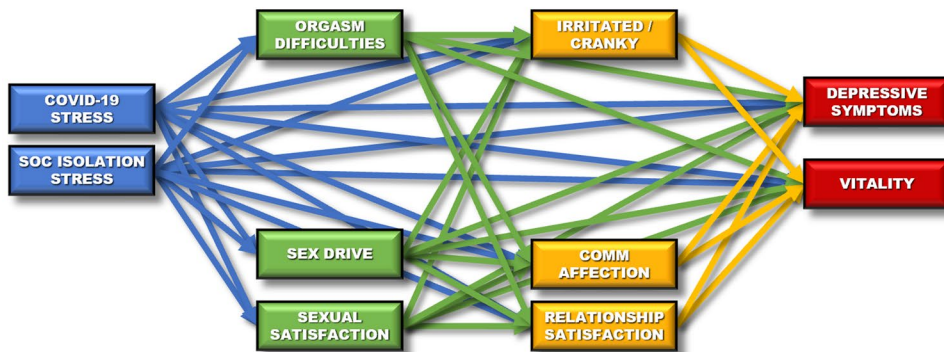 ORGASM
DIFFICULTIES
IRRITATED /
CRANKY
COVID-19
STRESS
DEPRESSIVE
SYMPTOMS
SOC ISOLATION
STRESS
VITALITY
SEX DRIVE
COMM
AFFECTION
SEXUAL
SATISFACTION
RELATIONSHIP
SATISFACTION